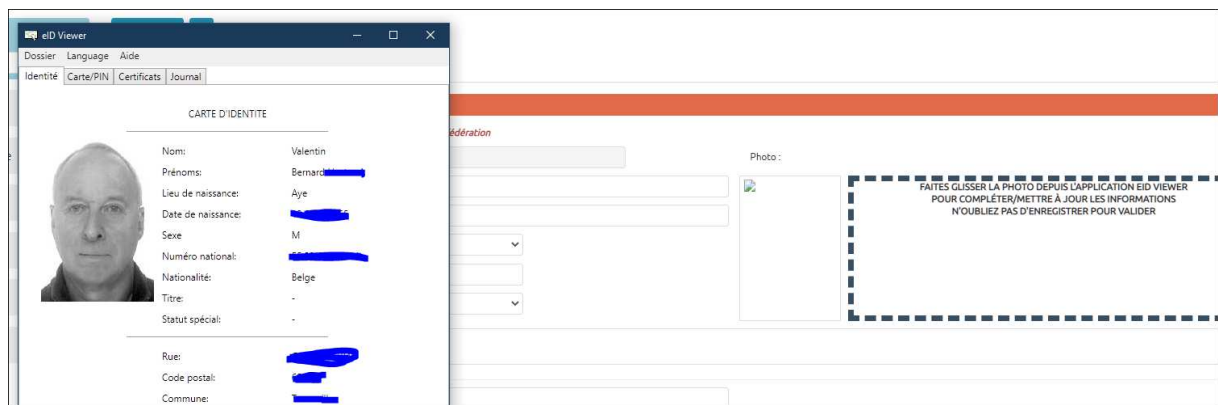 eID Viewer
Dossier Language Aide
Identité Carte/PIN Certificats Journal
CARTE D'IDENTITE
Nom: Valentin
Prénoms: Bernard
Lieu de naissance: Aye
Date de naissance:
Sexe M
Numéro national:
Nationalité: Belge
Titre: -
Statut spécial: -
Rue:
Code postal:
Commune:
édération
Photo :
FAITES GLISSER LA PHOTO DEPUIS L'APPLICATION EID VIEWER
POUR COMPLÉTER/METTRE À JOUR LES INFORMATIONS
N'OUBLIEZ PAS D'ENREGISTRER POUR VALIDER